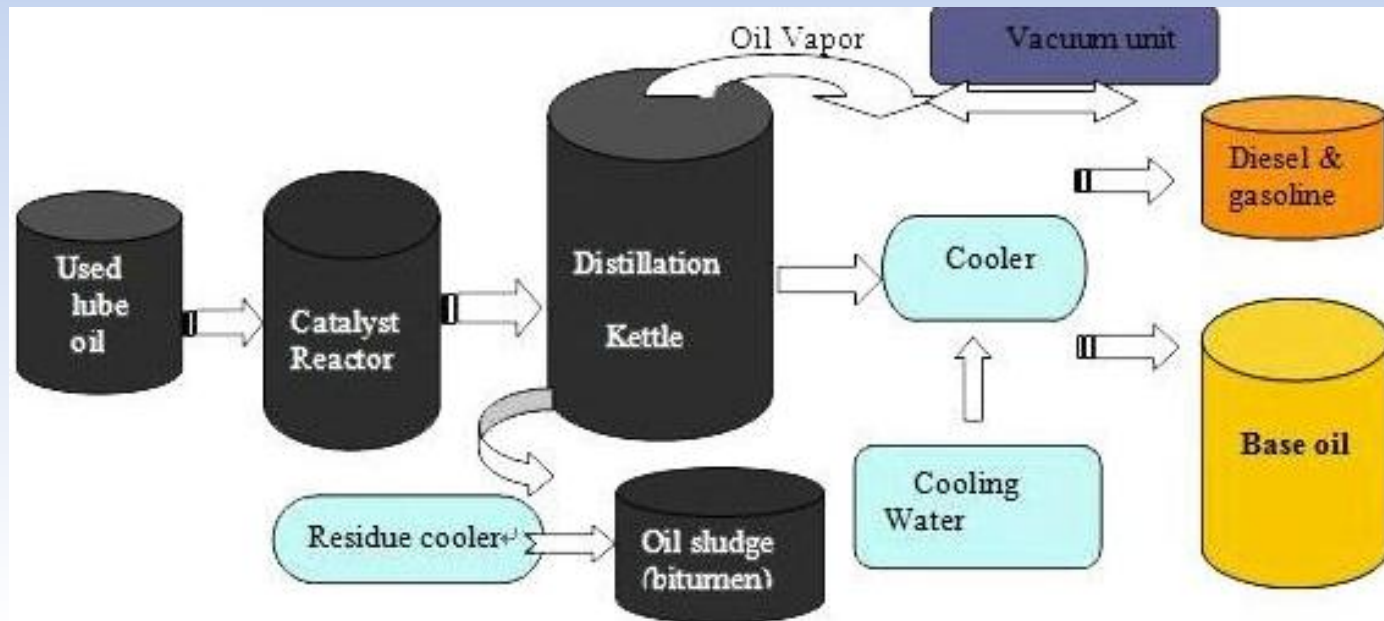 Oil Vapor
Vacuum unit
Diesel &
gasoline
Used
lube
oil
Catalyst
Reactor
Distillation
Kettle
Cooler
Base oil
Cooling
Water
Residue cooler↵
Oil sludge
(bitumen)